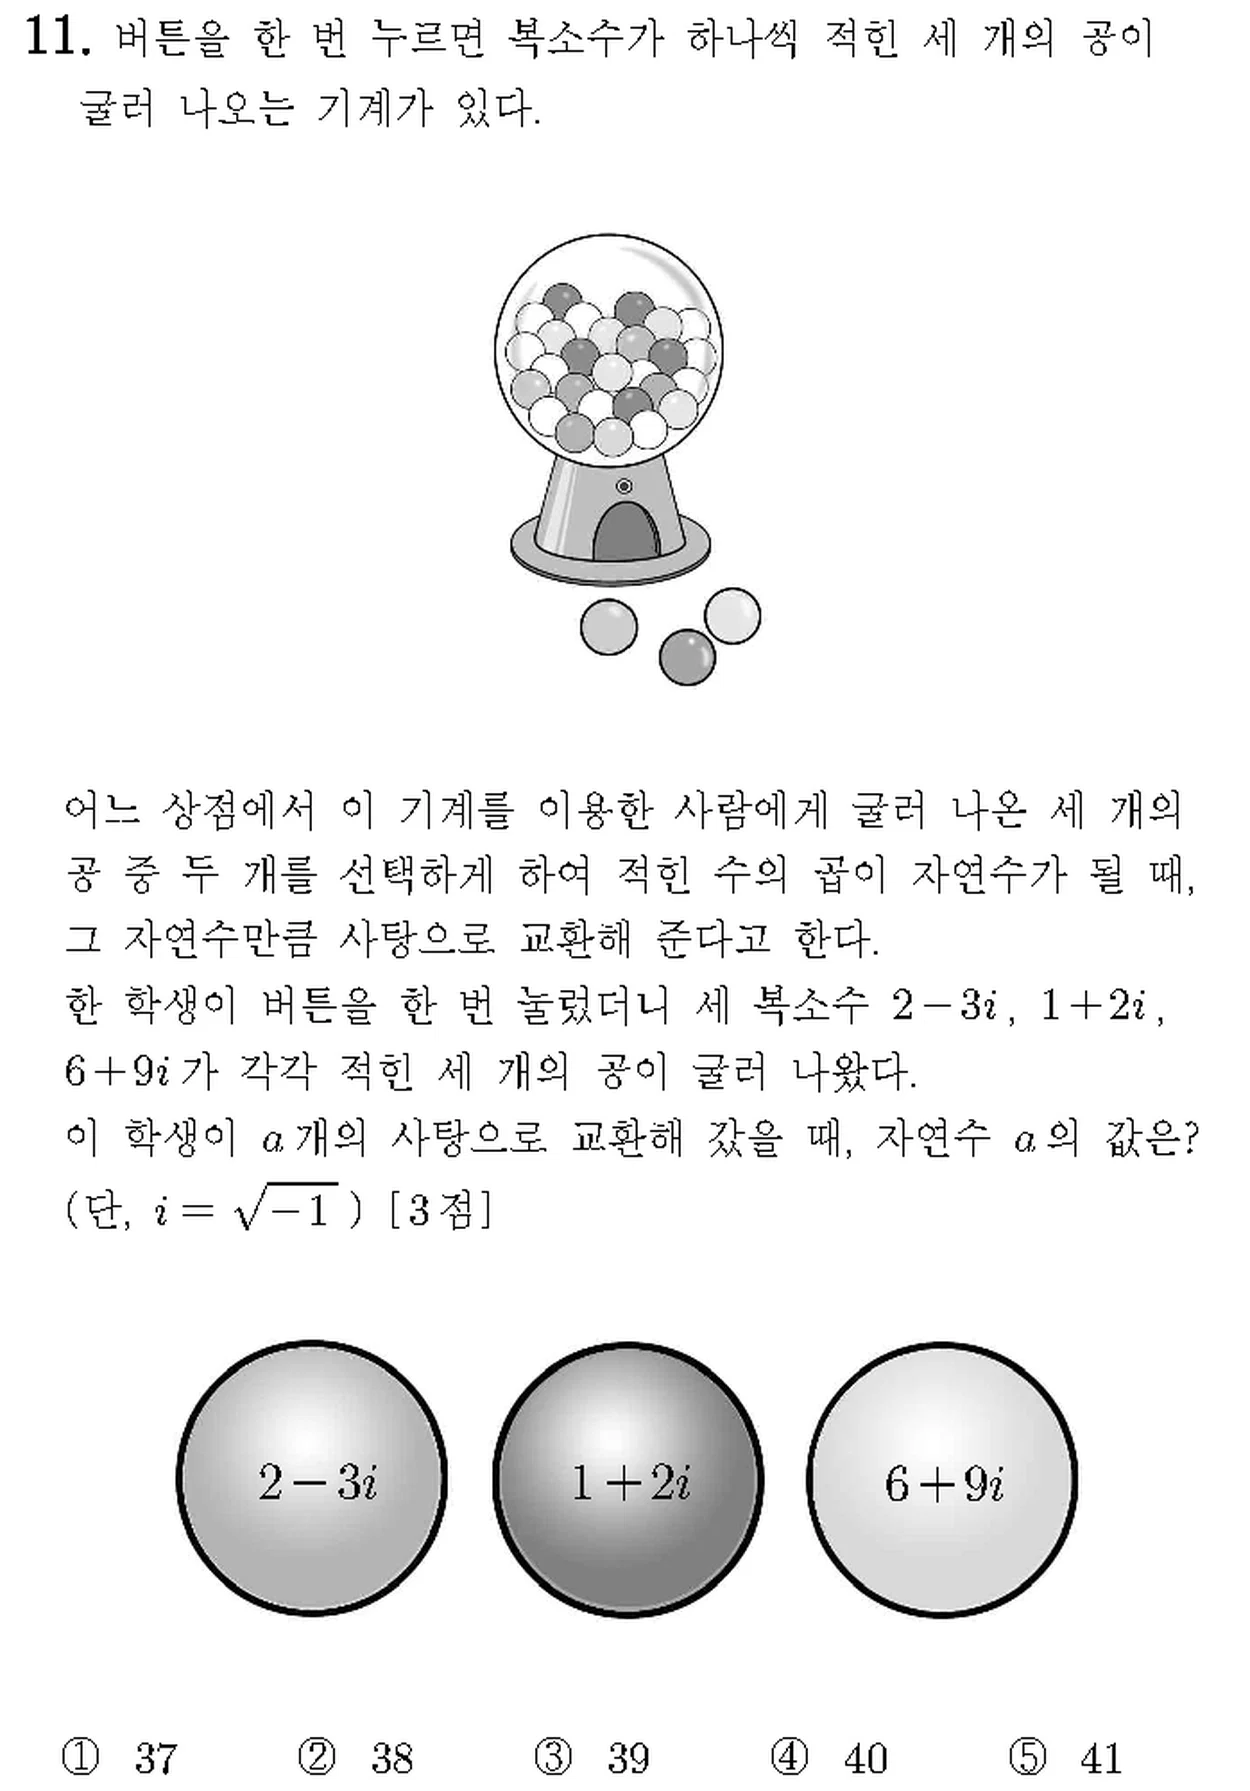 11. 버튼을 한 번 누르면 복소수가 하나씩 적힌 세 개의 공이
굴러 나오는 기계가 있다.
어느 상점에서 이 기계를 이용한 사람에게 굴러 나온 세 개의
공 중 두 개를 선택하게 하여 적힌 수의 곱이 자연수가 될 때,
그 자연수만큼 사탕으로 교환해 준다고 한다.
한 학생이 버튼을 한 번 눌렀더니 세 복소수 2-3i, 1+2i,
6+9i가 각각 적힌 세 개의 공이 굴러 나왔다.
이 학생이 a개의 사탕으로 교환해 갔을 때, 자연수 a의 값은?
(단, i=√-1) [3점]
2-3i 1+2i 6+9i
① 37 ② 38 ③ 39 ④ 40 ⑤ 41